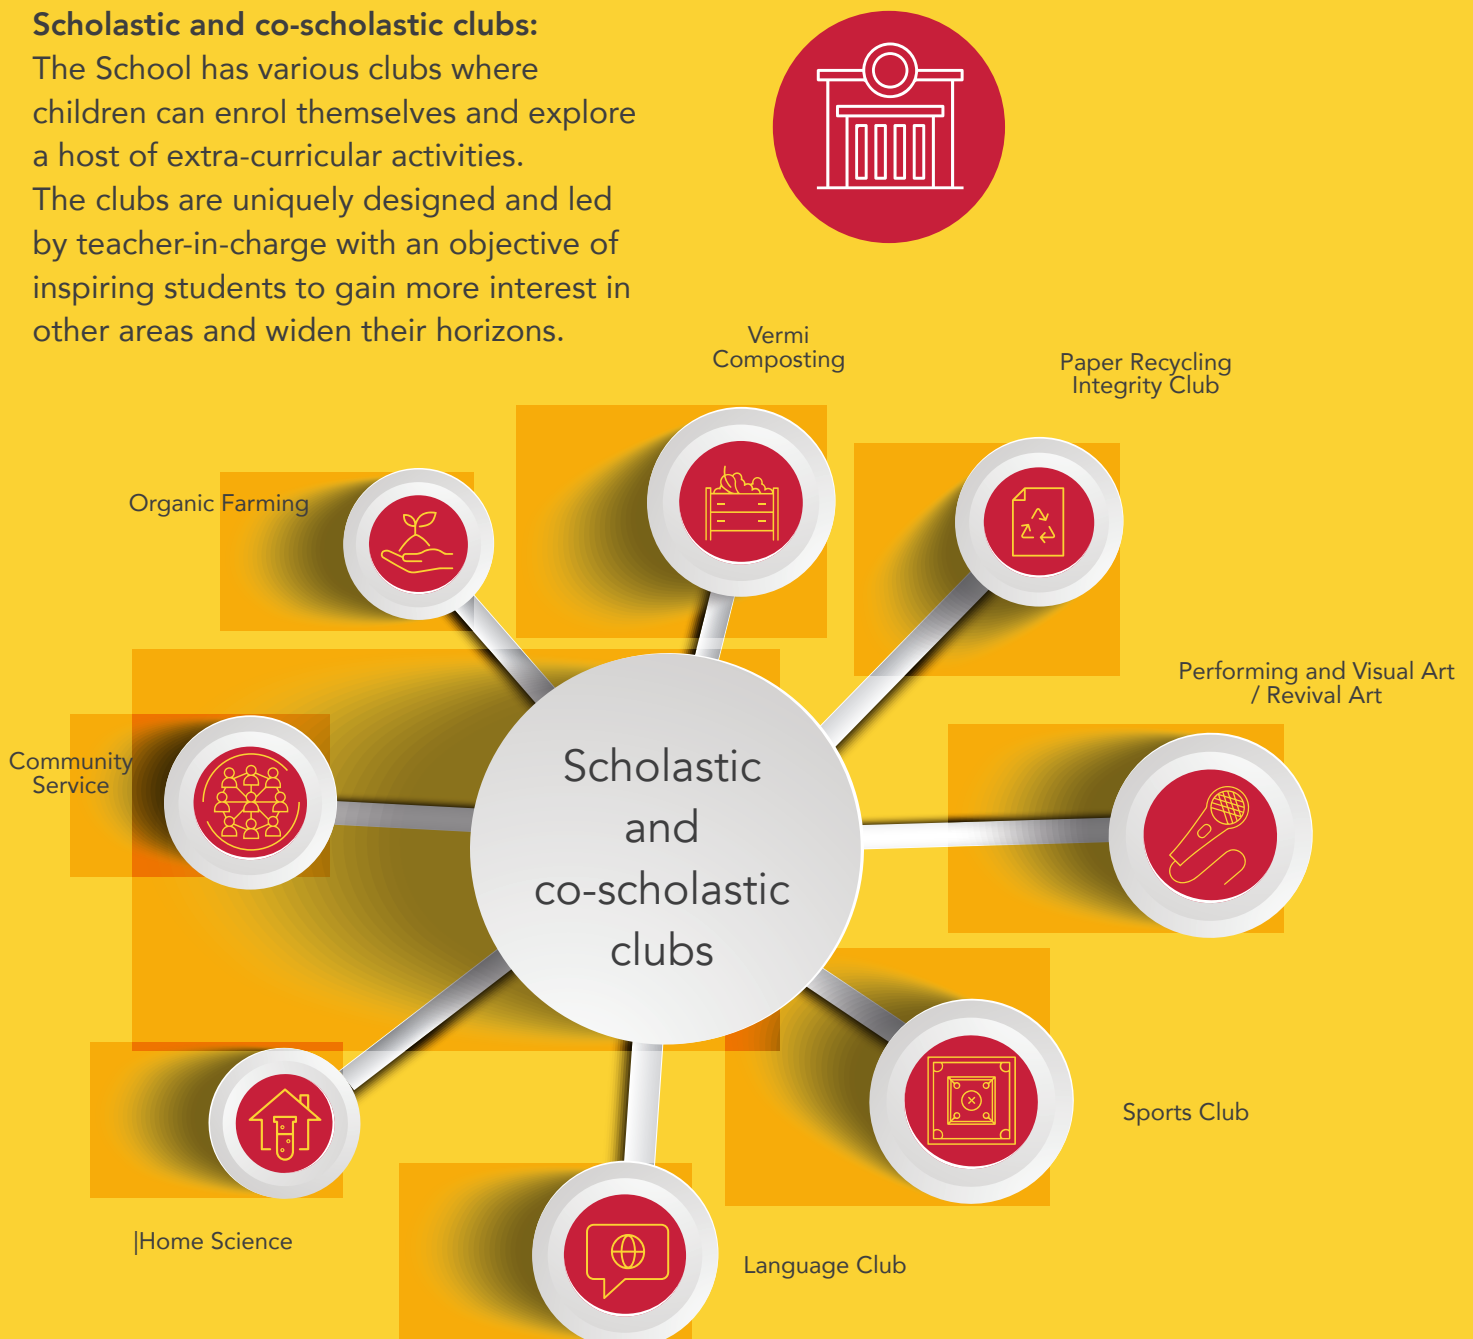 Scholastic and co-scholastic clubs:
The School has various clubs where
children can enrol themselves and explore
a host of extra-curricular activities.
The clubs are uniquely designed and led
by teacher-in-charge with an objective of
inspiring students to gain more interest in
other areas and widen their horizons.
Vermi
Composting
Paper Recycling
Integrity Club
Organic Farming
Performing and Visual Art
/ Revival Art
Community
Service
Scholastic
and
co-scholastic
clubs
Sports Club
|Home Science
Language Club